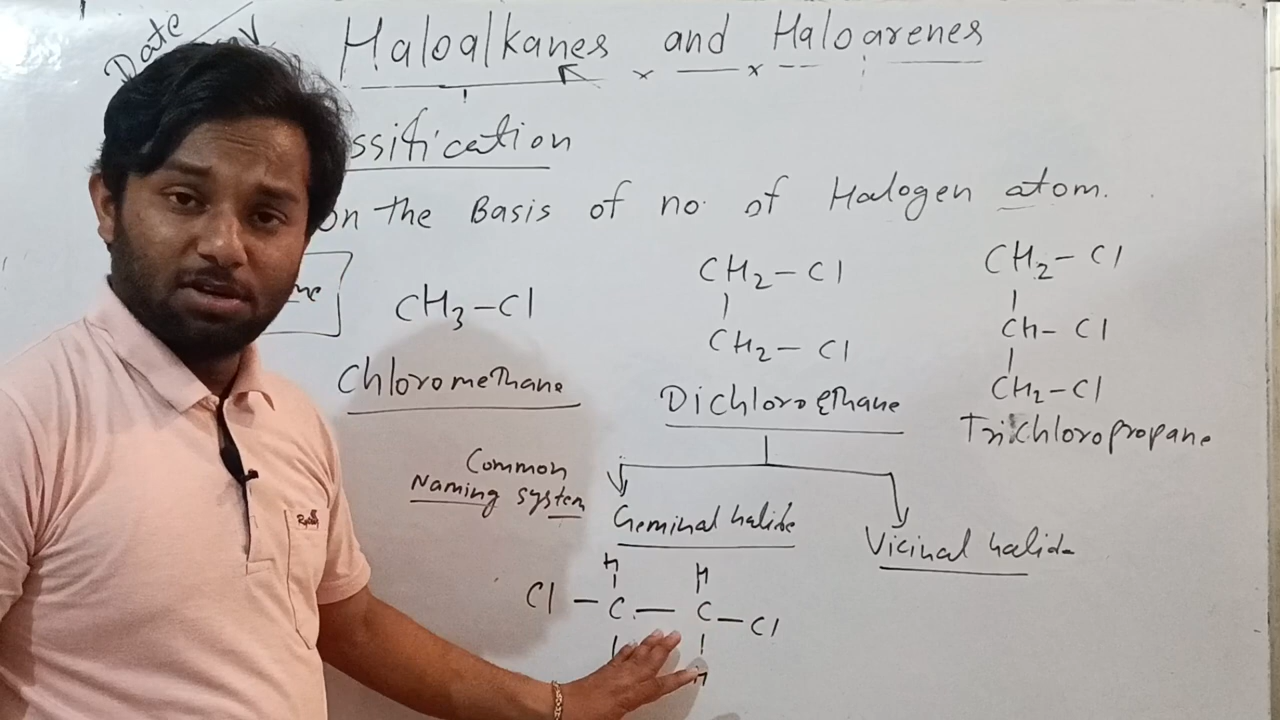 Date
Haloalkanes and Haloarenes
ssification
on the Basis of no. of Halogen atom.
CH3-Cl
CH2-Cl
|
CH2-Cl
CH2-Cl
|
CH-Cl
|
CH2-Cl
Chloromethane
Dichloroethane
Trichloropropane
Common
Naming system
Geminal halide
Vicinal halide
H H
Cl-C-C-Cl
H